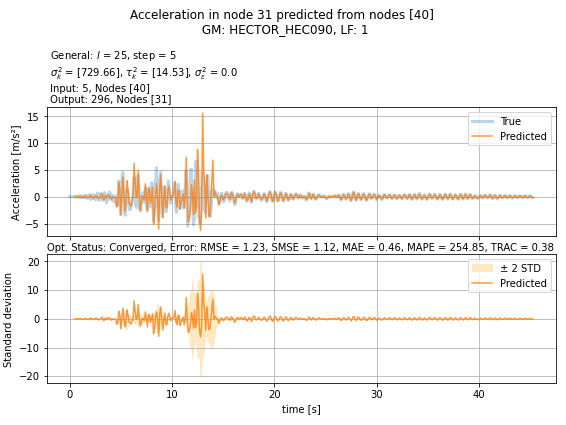 Acceleration in node 31 predicted from nodes [40]
GM: HECTOR_HEC090, LF: 1
General: l = 25, step = 5
σ²ₖ = [729.66], τ²ₖ = [14.53], σ²ε = 0.0
Input: 5, Nodes [40]
Output: 296, Nodes [31]
15
10
5
0
−5
Acceleration [m/s²]
True
Predicted
Opt. Status: Converged, Error: RMSE = 1.23, SMSE = 1.12, MAE = 0.46, MAPE = 254.85, TRAC = 0.38
20
10
0
−10
−20
Standard deviation
± 2 STD
Predicted
0 10 20 30 40
time [s]